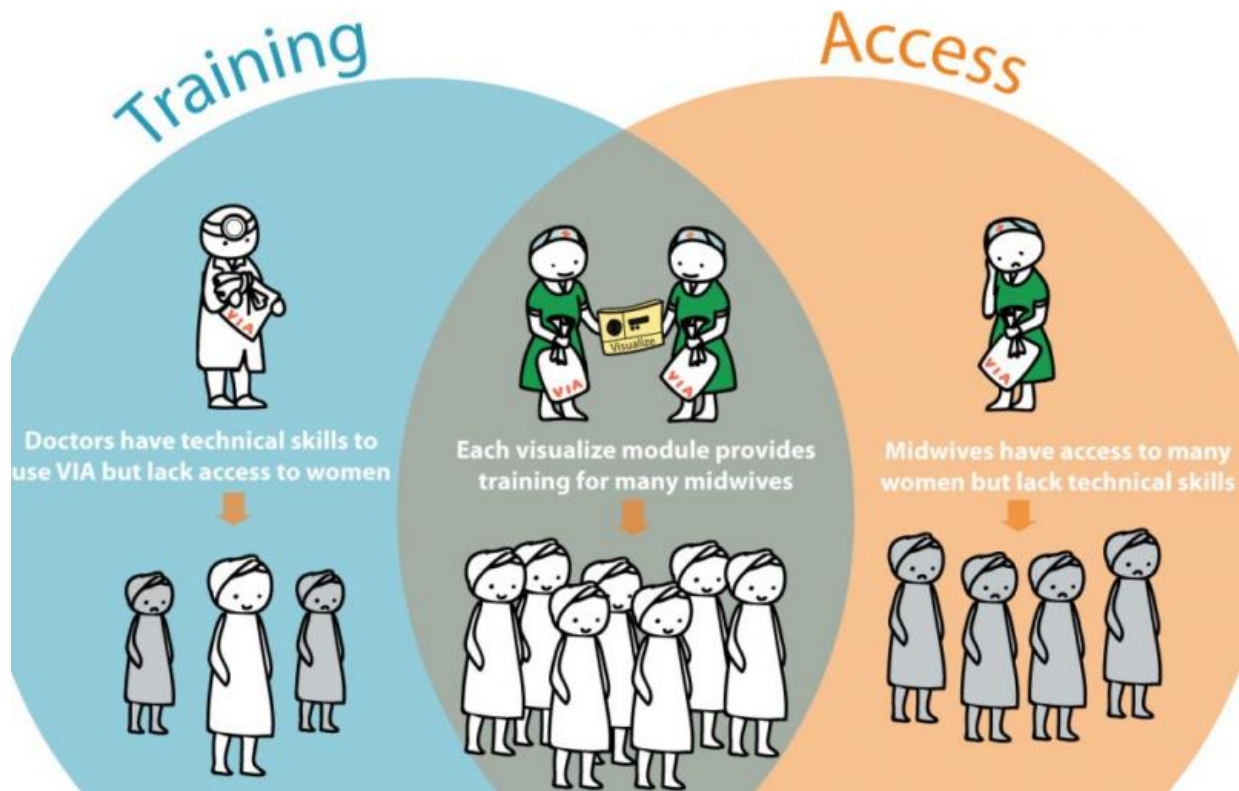 Training
Access
VIA
Visualize
VIA
VIA
VIA
Doctors have technical skills to
use VIA but lack access to women
Each visualize module provides
training for many midwives
Midwives have access to many
women but lack technical skills